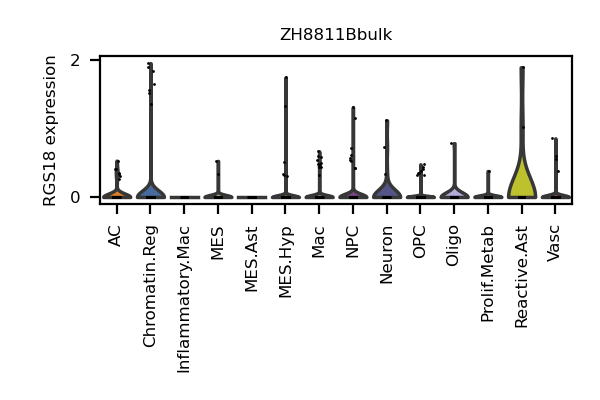 ZH8811Bbulk
RGS18 expression
2
0
AC
Chromatin.Reg
Inflammatory.Mac
MES
MES.Ast
MES.Hyp
Mac
NPC
Neuron
OPC
Oligo
Prolif.Metab
Reactive.Ast
Vasc